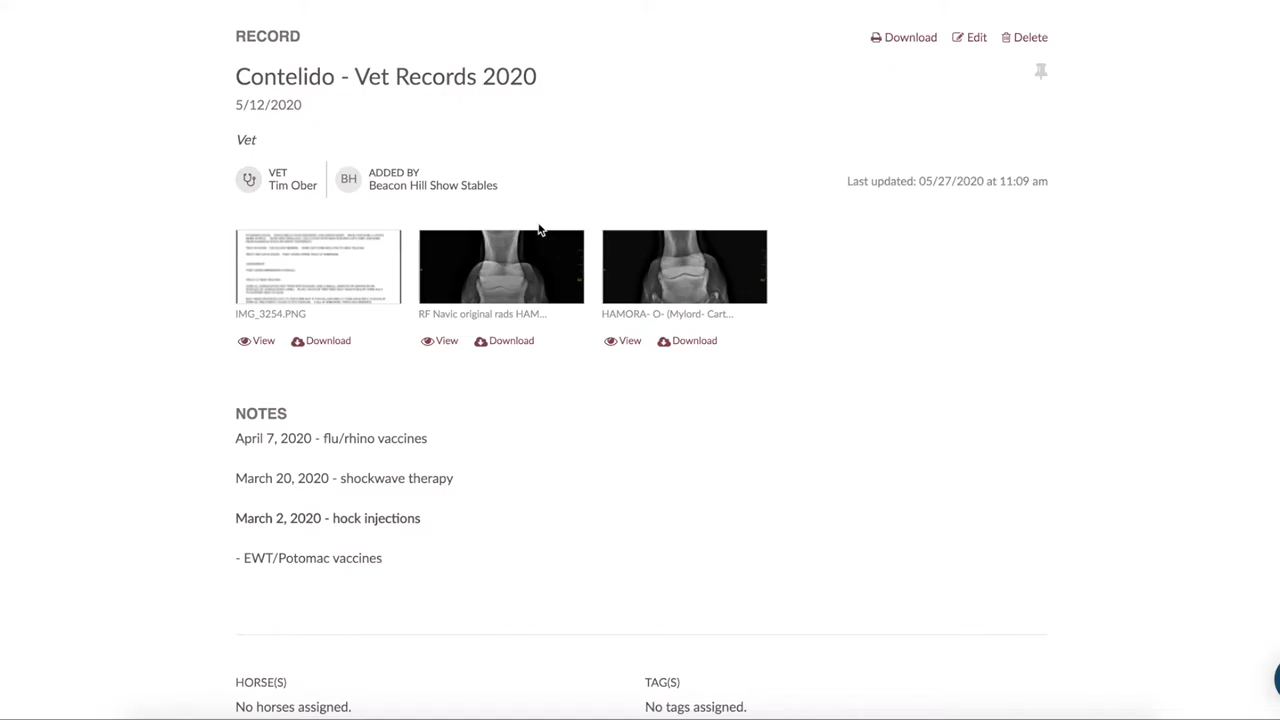 RECORD
Download Edit Delete
Contelido - Vet Records 2020
5/12/2020
Vet
VET
Tim Ober
BH
ADDED BY
Beacon Hill Show Stables
Last updated: 05/27/2020 at 11:09 am
IMG_3254.PNG
RF Navic original rads HAM...
HAMORA- O- (Mylord- Cart...
View Download
View Download
View Download
NOTES
April 7, 2020 - flu/rhino vaccines
March 20, 2020 - shockwave therapy
March 2, 2020 - hock injections
- EWT/Potomac vaccines
HORSE(S)
No horses assigned.
TAG(S)
No tags assigned.